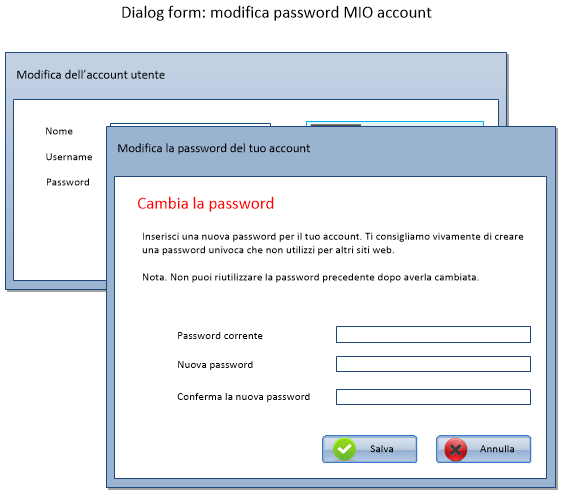 Dialog form: modifica password MIO account
Modifica dell'account utente
Nome
Username
Password
Modifica la password del tuo account
Cambia la password
Inserisci una nuova password per il tuo account. Ti consigliamo vivamente di creare
una password univoca che non utilizzi per altri siti web.
Nota. Non puoi riutilizzare la password precedente dopo averla cambiata.
Password corrente
Nuova password
Conferma la nuova password
Salva
Annulla